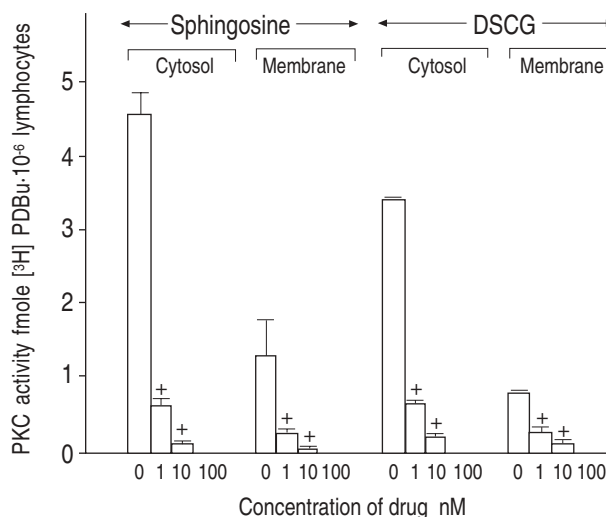 Sphingosine DSCG
Cytosol Membrane Cytosol Membrane
PKC activity fmole [³H] PDBu·10⁻⁶ lymphocytes
5
4
3
2
1
0
+ + + + + + + +
0 1 10 100 0 1 10 100 0 1 10 100 0 1 10 100
Concentration of drug nM